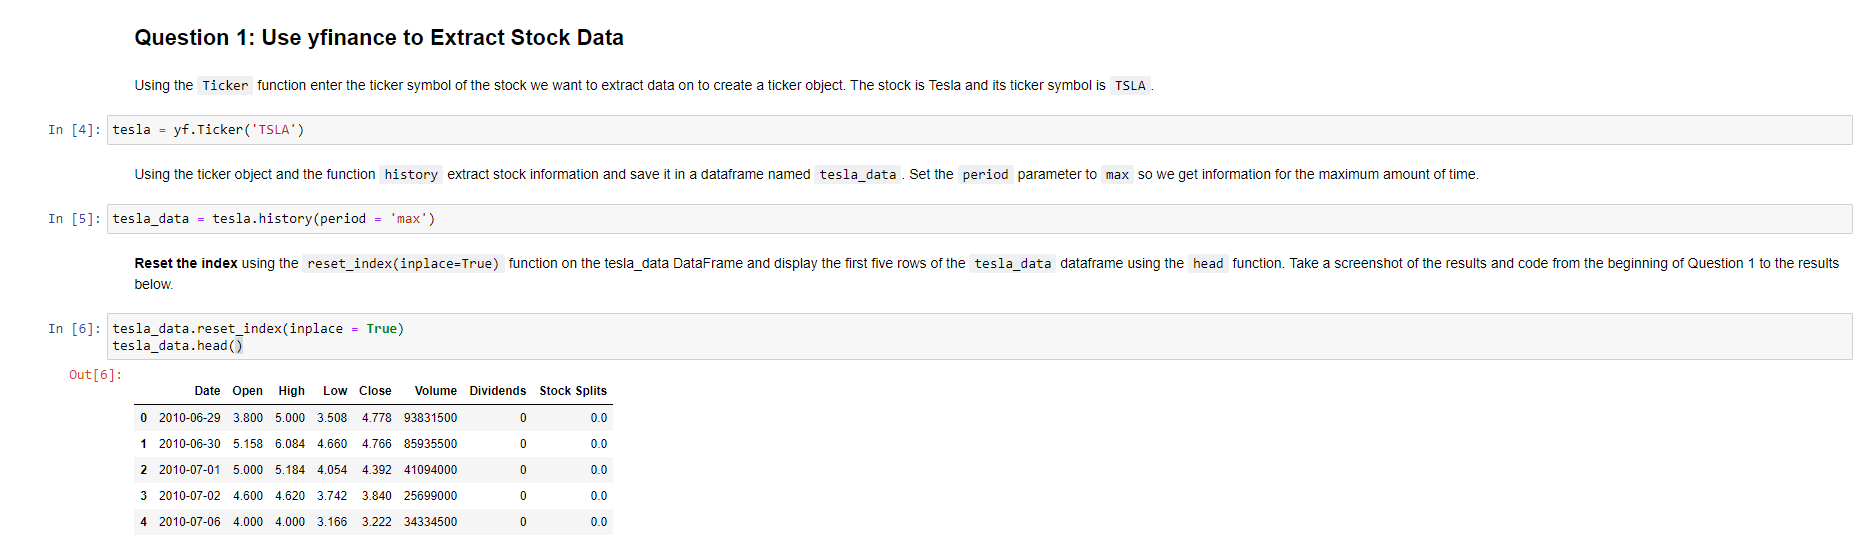 Question 1: Use yfinance to Extract Stock Data
Using the Ticker function enter the ticker symbol of the stock we want to extract data on to create a ticker object. The stock is Tesla and its ticker symbol is TSLA .
In [4]: tesla = yf.Ticker('TSLA')
Using the ticker object and the function history extract stock information and save it in a dataframe named tesla_data . Set the period parameter to max so we get information for the maximum amount of time.
In [5]: tesla_data = tesla.history(period = 'max')
Reset the index using the reset_index(inplace=True) function on the tesla_data DataFrame and display the first five rows of the tesla_data dataframe using the head function. Take a screenshot of the results and code from the beginning of Question 1 to the results
below.
In [6]: tesla_data.reset_index(inplace = True)
tesla_data.head()
Out[6]:
Date Open High Low Close Volume Dividends Stock Splits
0 2010-06-29 3.800 5.000 3.508 4.778 93831500 0 0.0
1 2010-06-30 5.158 6.084 4.660 4.766 85935500 0 0.0
2 2010-07-01 5.000 5.184 4.054 4.392 41094000 0 0.0
3 2010-07-02 4.600 4.620 3.742 3.840 25699000 0 0.0
4 2010-07-06 4.000 4.000 3.166 3.222 34334500 0 0.0